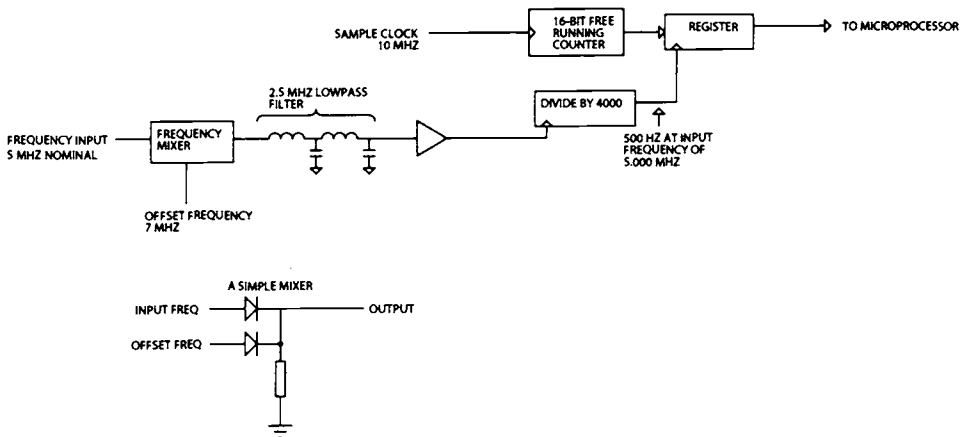 SAMPLE CLOCK
10 MHZ
16-BIT FREE
RUNNING
COUNTER
REGISTER
TO MICROPROCESSOR
2.5 MHZ LOWPASS
FILTER
DIVIDE BY 4000
FREQUENCY INPUT
5 MHZ NOMINAL
FREQUENCY
MIXER
500 HZ AT INPUT
FREQUENCY OF
5.000 MHZ
OFFSET FREQUENCY
7 MHZ
A SIMPLE MIXER
INPUT FREQ
OUTPUT
OFFSET FREQ